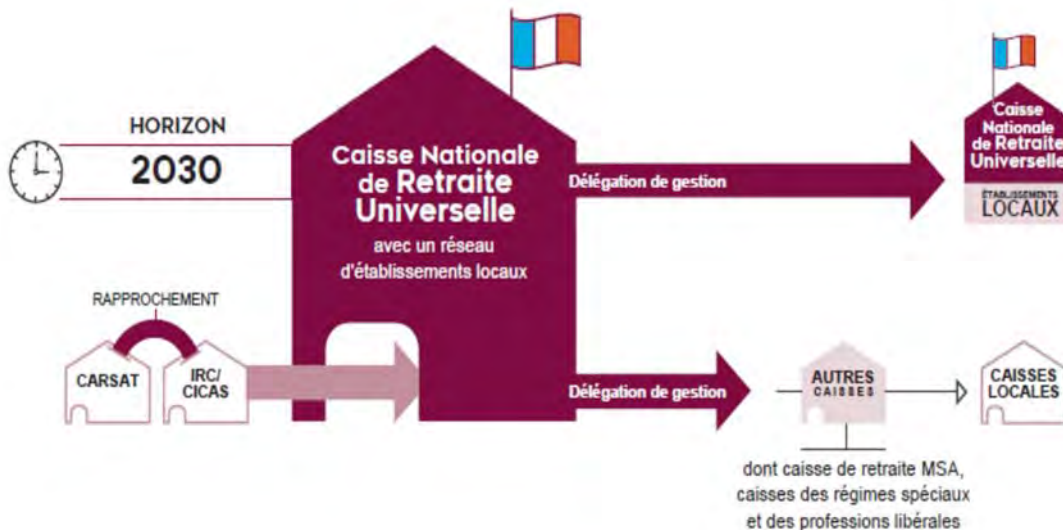 HORIZON
2030
Caisse Nationale
de Retraite
Universelle
avec un réseau
d'établissements locaux
Délégation de gestion
Caisse
Nationale
de Retraite
Universelle
ÉTABLISSEMENTS
LOCAUX
RAPPROCHEMENT
CARSAT
IRC/
CICAS
Délégation de gestion
AUTRES
CAISSES
CAISSES
LOCALES
dont caisse de retraite MSA,
caisses des régimes spéciaux
et des professions libérales